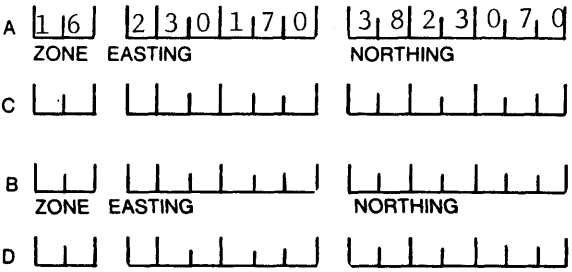 A 16 230170 3823070
ZONE EASTING NORTHING
C
B
ZONE EASTING NORTHING
D